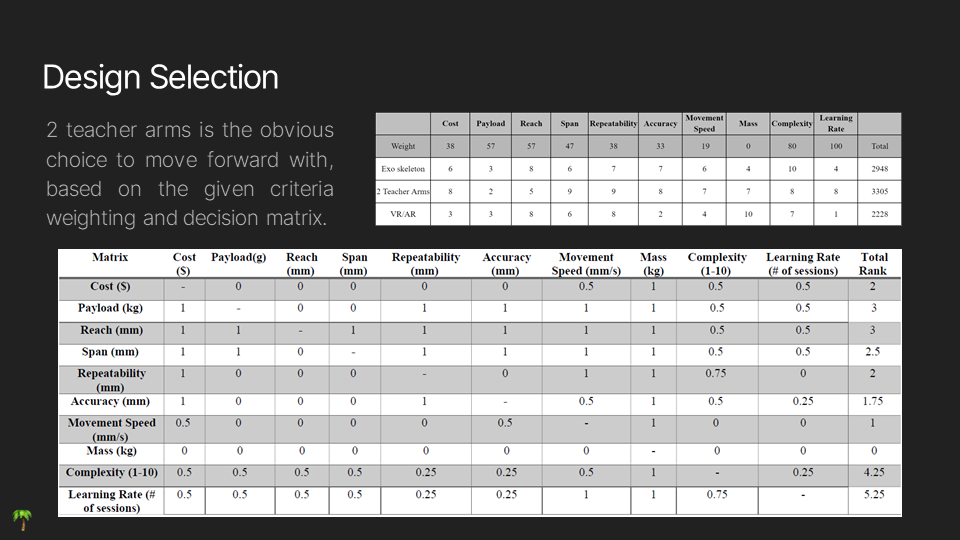 Design Selection
2 teacher arms is the obvious
choice to move forward with,
based on the given criteria
weighting and decision matrix.
Cost Payload Reach Span Repeatability Accuracy Movement Speed Mass Complexity Learning Rate
Weight 38 57 57 47 38 33 19 0 80 100 Total
Exo skeleton 6 3 8 6 7 7 6 4 10 4 2948
2 Teacher Arms 8 2 5 9 9 8 7 7 8 8 3305
VR/AR 3 3 8 6 8 2 4 10 7 1 2228
Matrix Cost ($) Payload(g) Reach (mm) Span (mm) Repeatability (mm) Accuracy (mm) Movement Speed (mm/s) Mass (kg) Complexity (1-10) Learning Rate (# of sessions) Total Rank
Cost ($) - 0 0 0 0 0 0.5 1 0.5 0.5 2
Payload (kg) 1 - 0 0 1 1 1 1 0.5 0.5 3
Reach (mm) 1 1 - 1 1 1 1 1 0.5 0.5 3
Span (mm) 1 1 0 - 1 1 1 1 0.5 0.5 2.5
Repeatability (mm) 1 0 0 0 - 0 1 1 0.75 0 2
Accuracy (mm) 1 0 0 0 1 - 0.5 1 0.5 0.25 1.75
Movement Speed (mm/s) 0.5 0 0 0 0 0.5 - 1 0 0 1
Mass (kg) 0 0 0 0 0 0 0 - 0 0 0
Complexity (1-10) 0.5 0.5 0.5 0.5 0.25 0.25 0.5 1 - 0.25 4.25
Learning Rate (# of sessions) 0.5 0.5 0.5 0.5 0.25 0.25 1 1 0.75 - 5.25